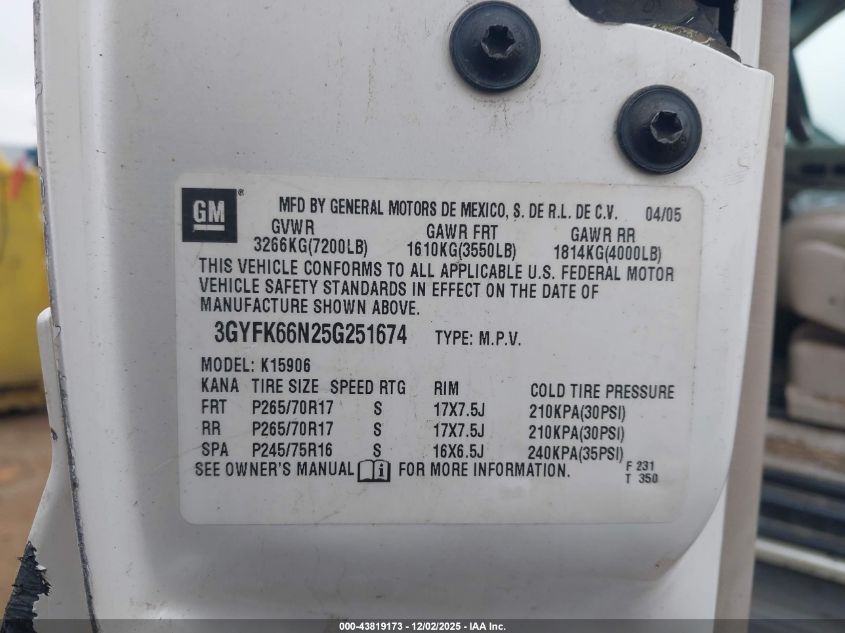 GM® MFD BY GENERAL MOTORS DE MEXICO, S. DE R.L. DE C.V. 04/05
GVWR GAWR FRT GAWR RR
3266KG(7200LB) 1610KG(3550LB) 1814KG(4000LB)
THIS VEHICLE CONFORMS TO ALL APPLICABLE U.S. FEDERAL MOTOR
VEHICLE SAFETY STANDARDS IN EFFECT ON THE DATE OF
MANUFACTURE SHOWN ABOVE.
3GYFK66N25G251674 TYPE: M.P.V.
MODEL: K15906
KANA TIRE SIZE SPEED RTG RIM COLD TIRE PRESSURE
FRT P265/70R17 S 17X7.5J 210KPA(30PSI)
RR P265/70R17 S 17X7.5J 210KPA(30PSI)
SPA P245/75R16 S 16X6.5J 240KPA(35PSI)
SEE OWNER'S MANUAL i FOR MORE INFORMATION. F 231
T 350
000-43819173 - 12/02/2025 - IAA Inc.